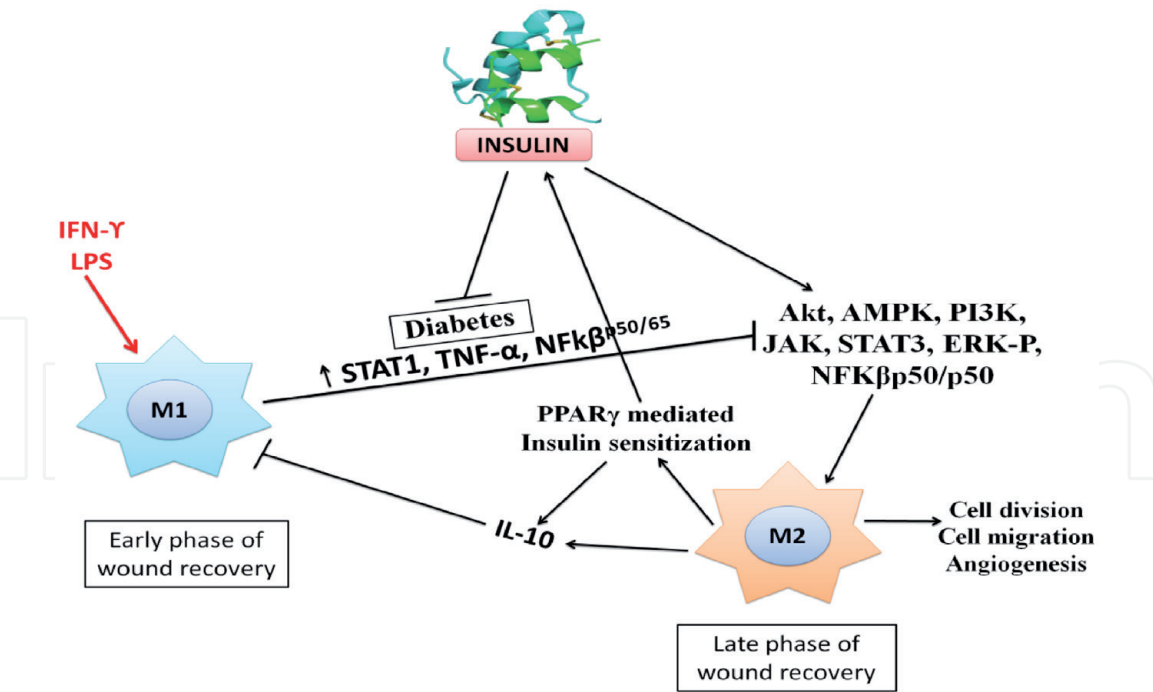 INSULIN
IFN-ϒ
LPS
Diabetes
↑ STAT1, TNF-α, NFkβp50/65
Akt, AMPK, PI3K,
JAK, STAT3, ERK-P,
NFKβp50/p50
M1
PPARγ mediated
Insulin sensitization
IL-10
M2
Cell division
Cell migration
Angiogenesis
Early phase of
wound recovery
Late phase of
wound recovery